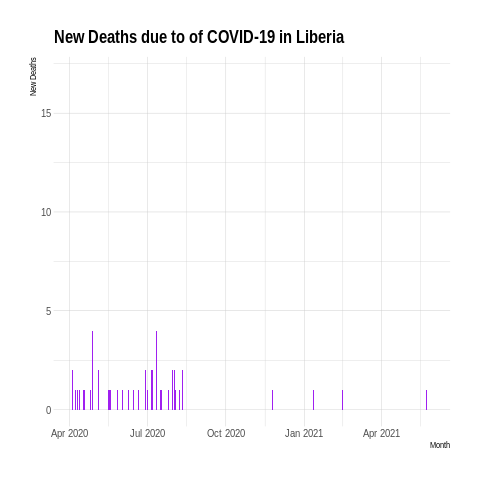 New Deaths due to of COVID-19 in Liberia
New Deaths
15
10
5
0
Apr 2020 Jul 2020 Oct 2020 Jan 2021 Apr 2021
Month